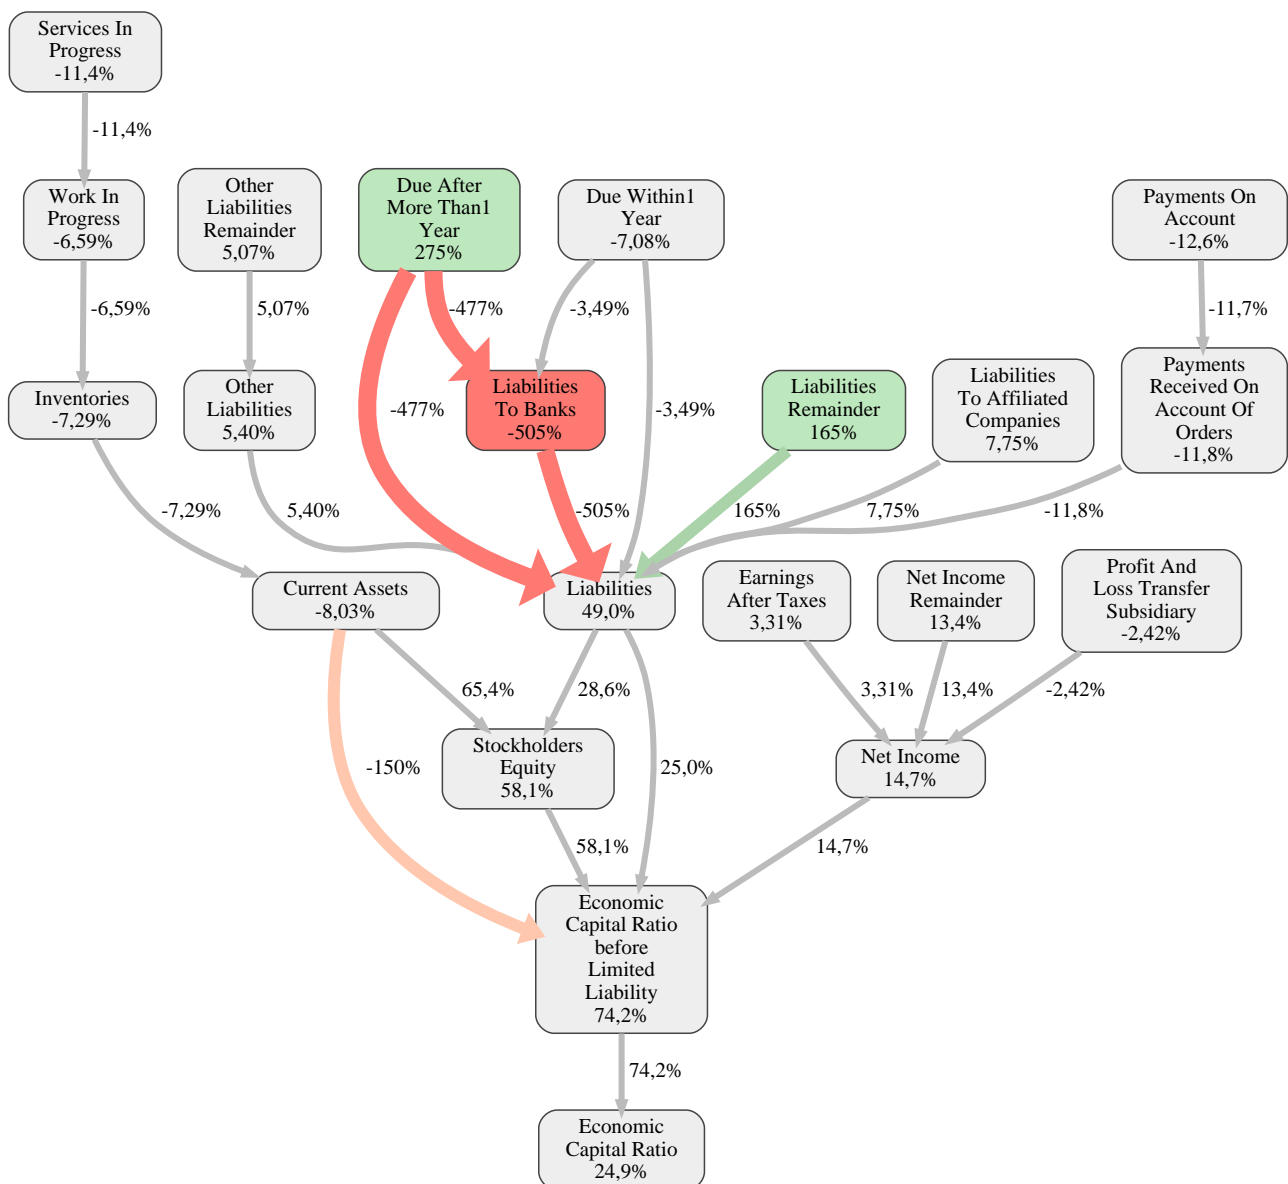 Services In
Progress
-11,4%
-11,4%
Work In
Progress
-6,59%
Other
Liabilities
Remainder
5,07%
Due After
More Than1
Year
275%
Due Within1
Year
-7,08%
Payments On
Account
-12,6%
-6,59%
5,07%
-477%
-3,49%
-11,7%
Inventories
-7,29%
Other
Liabilities
5,40%
-477%
Liabilities
To Banks
-505%
-3,49%
Liabilities
Remainder
165%
Liabilities
To Affiliated
Companies
7,75%
Payments
Received On
Account Of
Orders
-11,8%
-7,29%
5,40%
-505%
165%
7,75%
-11,8%
Current Assets
-8,03%
Liabilities
49,0%
Earnings
After Taxes
3,31%
Net Income
Remainder
13,4%
Profit And
Loss Transfer
Subsidiary
-2,42%
65,4%
28,6%
3,31%
13,4%
-2,42%
-150%
Stockholders
Equity
58,1%
25,0%
Net Income
14,7%
58,1%
14,7%
Economic
Capital Ratio
before
Limited
Liability
74,2%
74,2%
Economic
Capital Ratio
24,9%